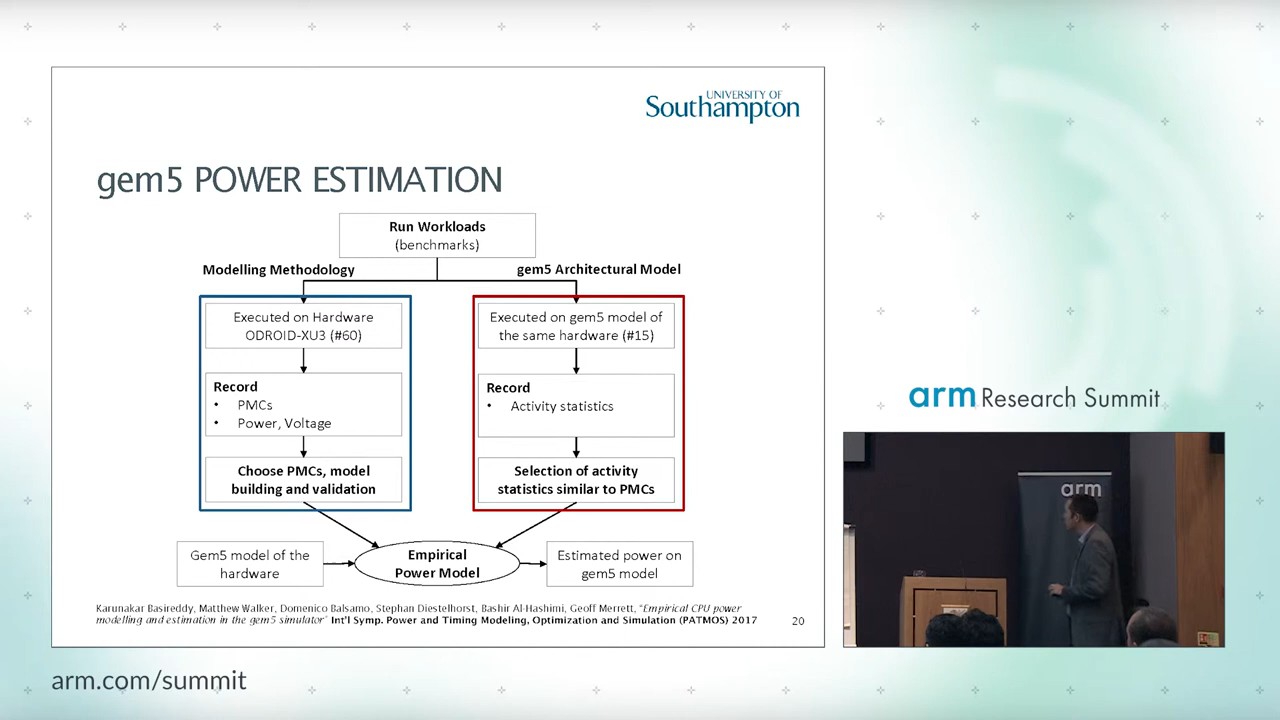 UNIVERSITY OF
Southampton
gem5 POWER ESTIMATION
Run Workloads
(benchmarks)
Modelling Methodology
gem5 Architectural Model
Executed on Hardware
ODROID-XU3 (#60)
Executed on gem5 model of
the same hardware (#15)
Record
• PMCs
• Power, Voltage
Record
• Activity statistics
Choose PMCs, model
building and validation
Selection of activity
statistics similar to PMCs
Gem5 model of the
hardware
Empirical
Power Model
Estimated power on
gem5 model
Karunakar Basireddy, Matthew Walker, Domenico Balsamo, Stephan Diestelhorst, Bashir Al-Hashimi, Geoff Merrett, "Empirical CPU power
modelling and estimation in the gem5 simulator" Int'l Symp. Power and Timing Modeling, Optimization and Simulation (PATMOS) 2017
20
arm Research Summit
arm
arm.com/summit